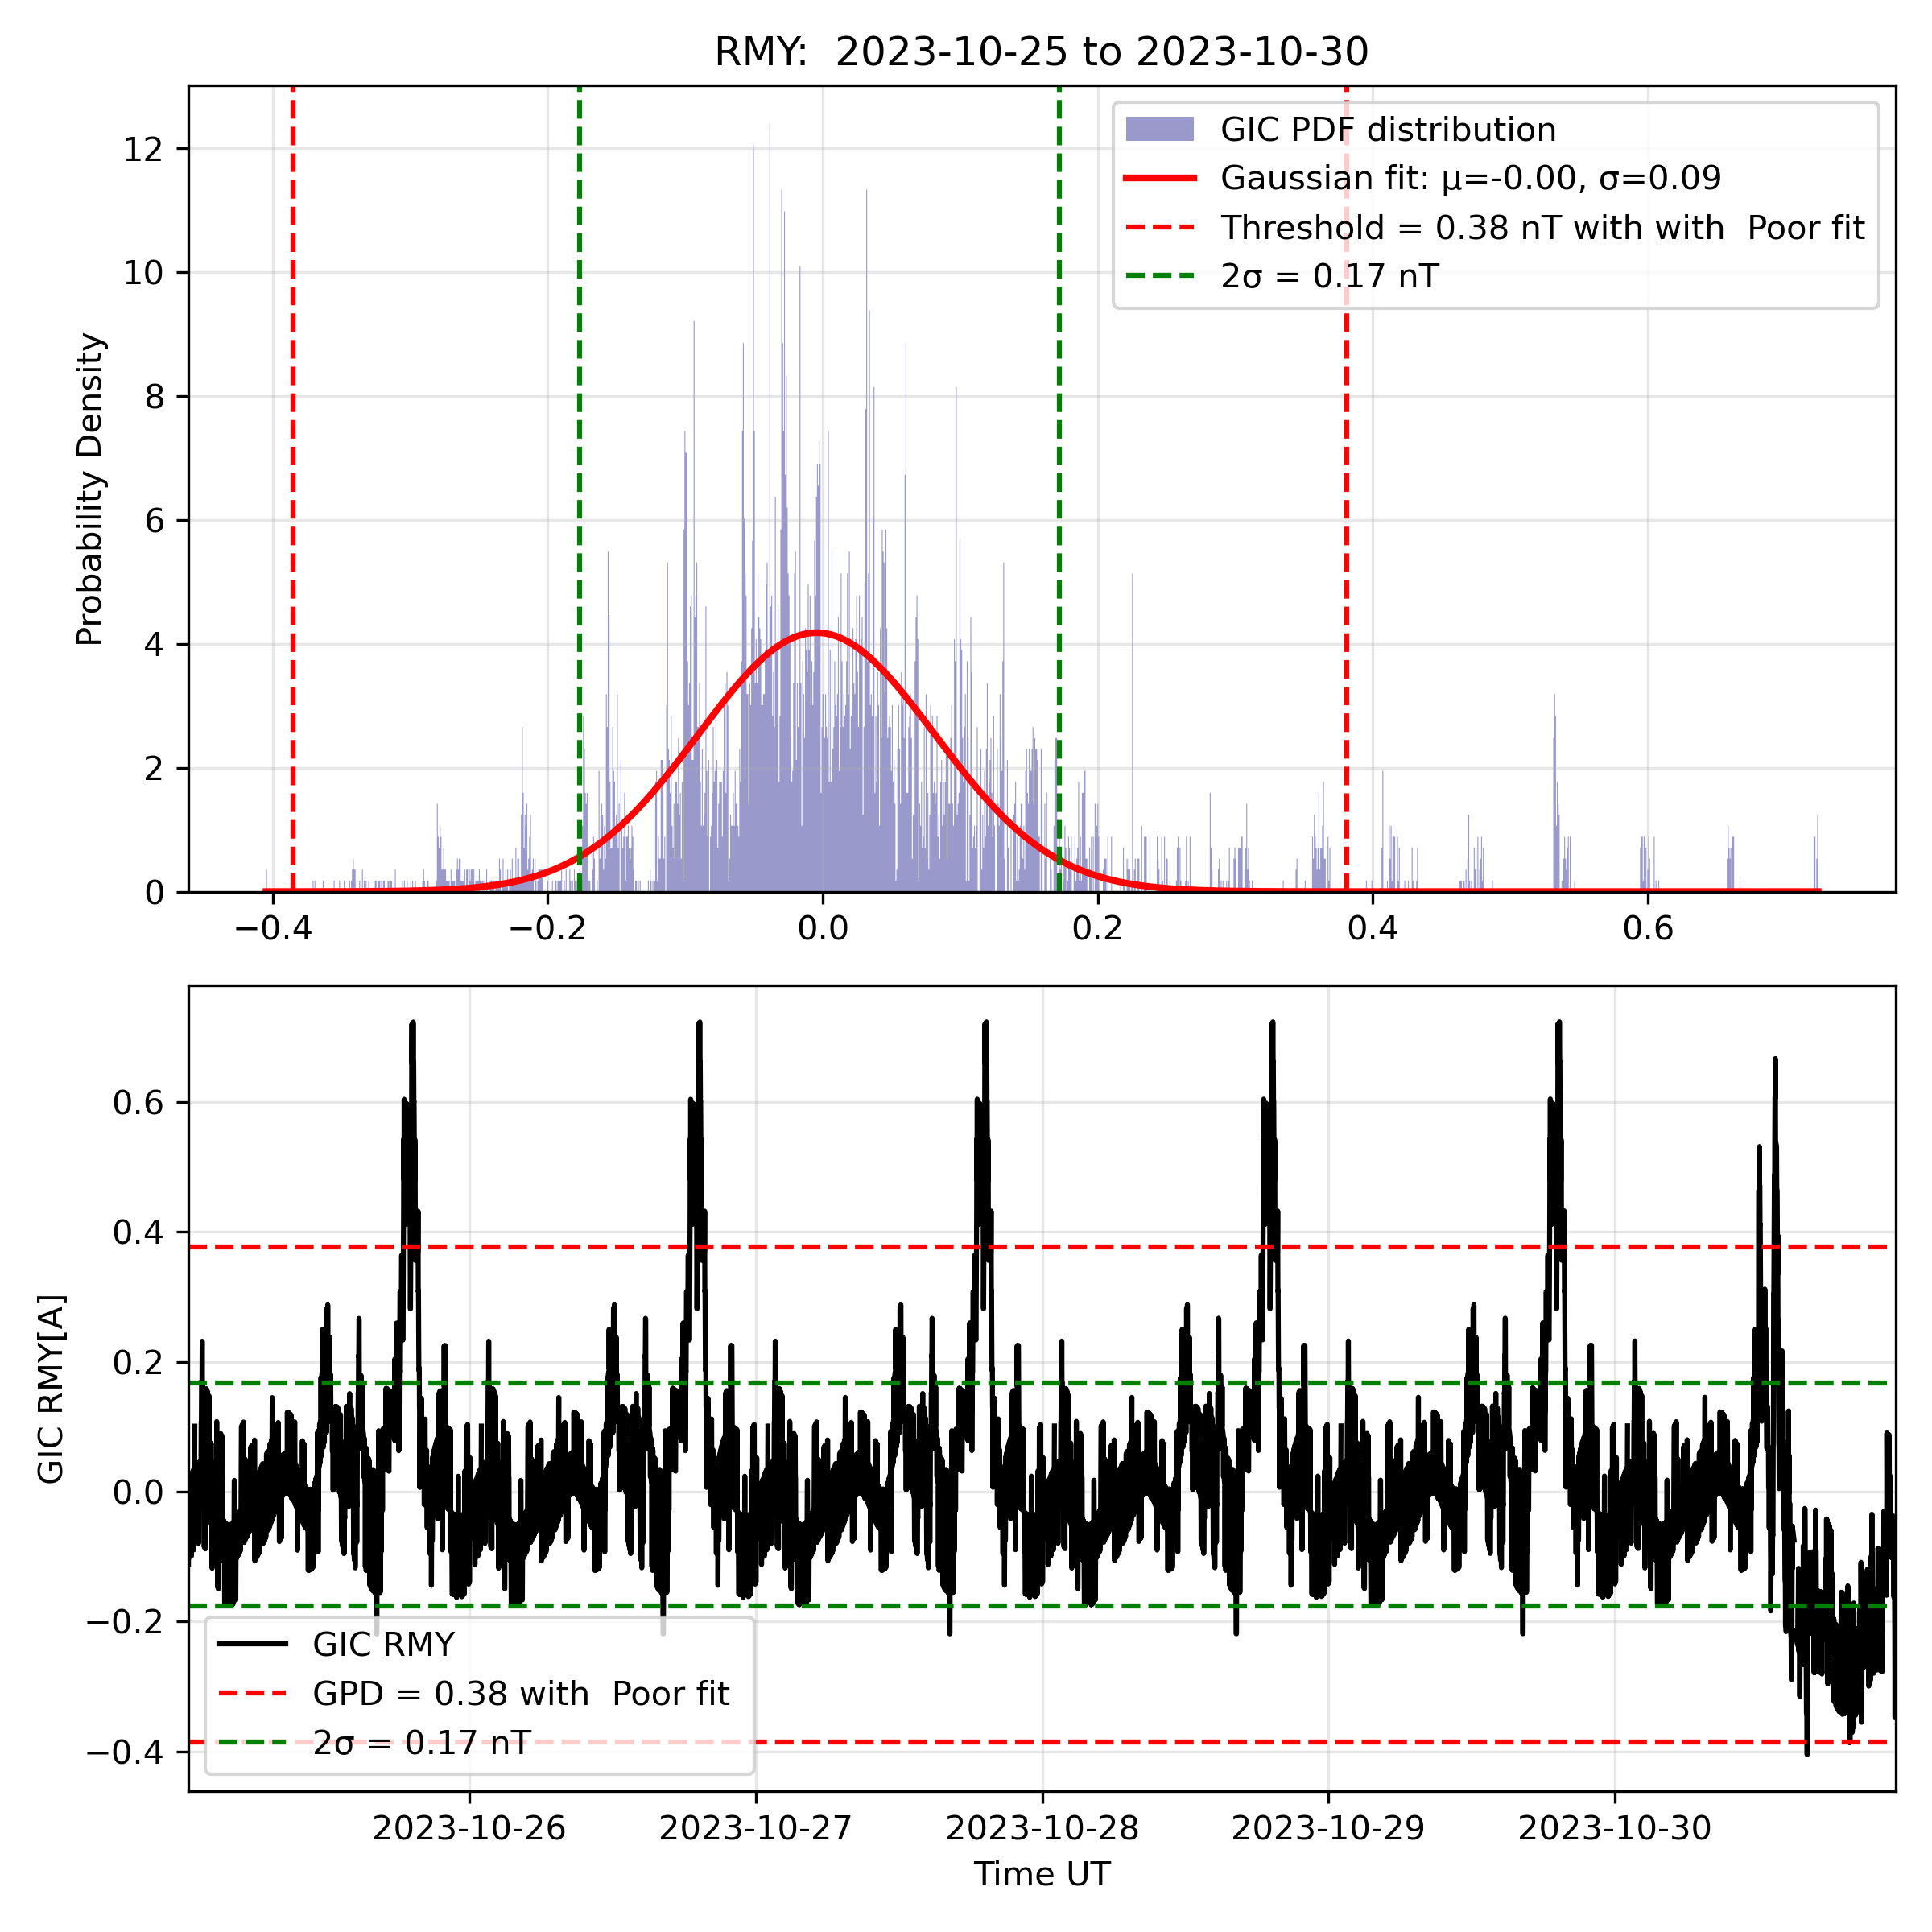 RMY:  2023-10-25 to 2023-10-30
Probability Density
12
10
8
6
4
2
0
GIC PDF distribution
Gaussian fit: μ=-0.00, σ=0.09
Threshold = 0.38 nT with with  Poor fit
2σ = 0.17 nT
−0.4 −0.2 0.0 0.2 0.4 0.6
GIC RMY[A]
0.6
0.4
0.2
0.0
−0.2
−0.4
GIC RMY
GPD = 0.38 with  Poor fit
2σ = 0.17 nT
2023-10-26 2023-10-27 2023-10-28 2023-10-29 2023-10-30
Time UT